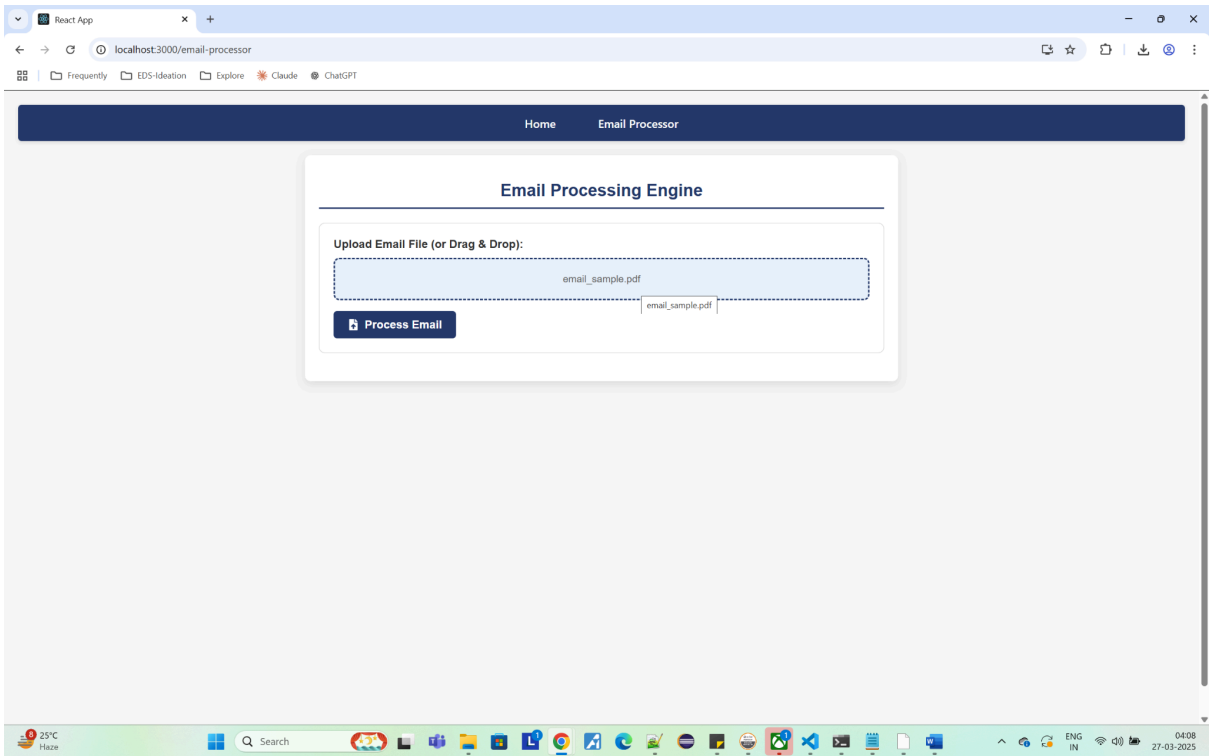 React App
localhost:3000/email-processor
Frequently EDS-Ideation Explore Claude ChatGPT
Home Email Processor
Email Processing Engine
Upload Email File (or Drag & Drop):
email_sample.pdf
email_sample.pdf
Process Email
8 25°C
Haze
Search
1
ENG
IN
04:08
27-03-2025